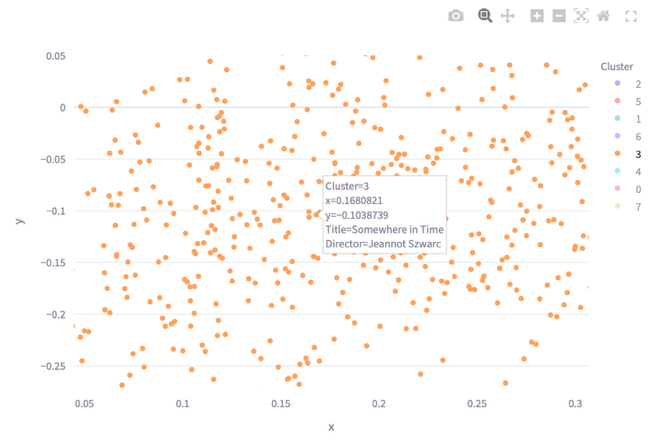 0.05
Cluster
2
5
0
1
6
3
−0.05
4
0
Cluster=3
7
x=0.1680821
−0.1
y=−0.1038739
y
Title=Somewhere in Time
Director=Jeannot Szwarc
−0.15
−0.2
−0.25
0.05
0.1
0.15
0.2
0.25
0.3
x